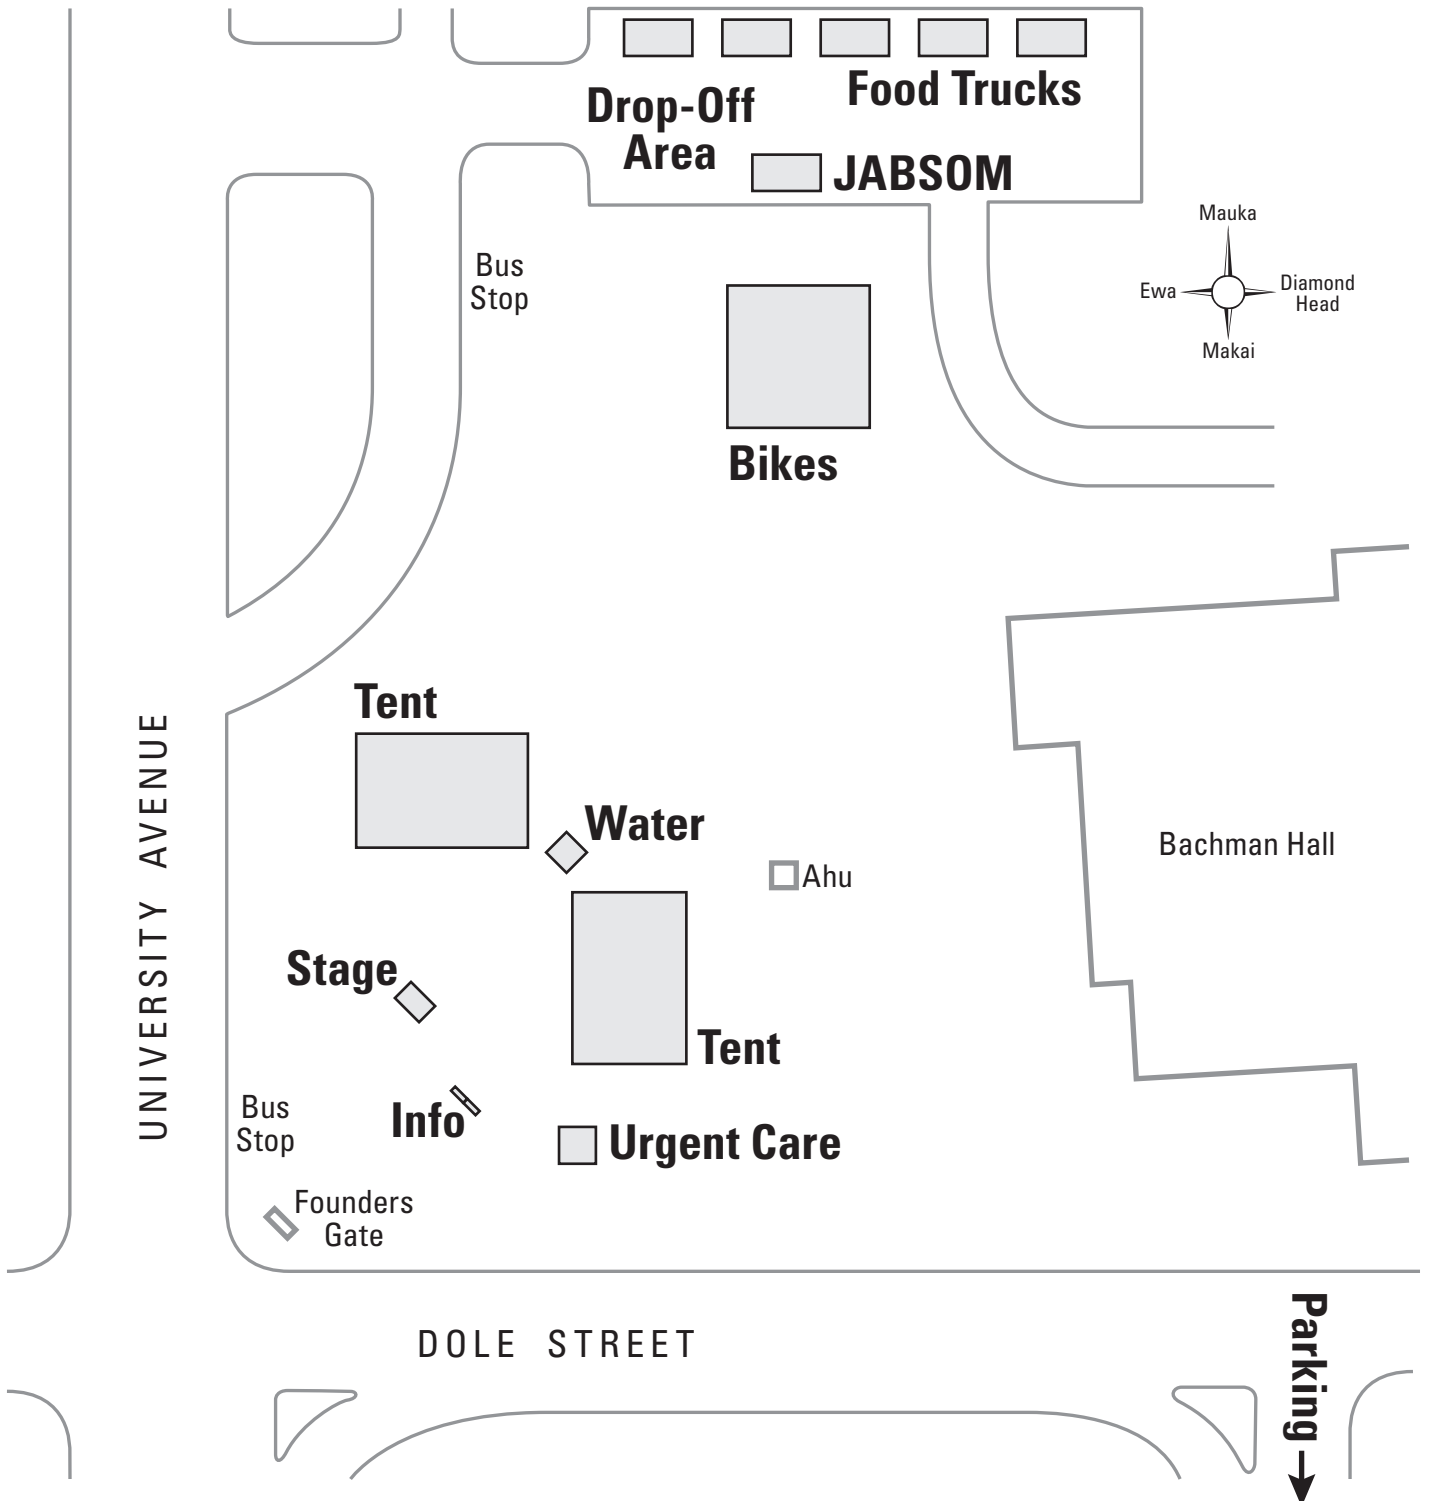 Food Trucks
Drop-Off
Area
JABSOM
Mauka
Ewa
Diamond
Head
Makai
Bus
Stop
Bikes
Tent
Water
Bachman Hall
Ahu
UNIVERSITY AVENUE
Stage
Tent
Info
Bus
Stop
Urgent Care
Founders
Gate
DOLE STREET
Parking